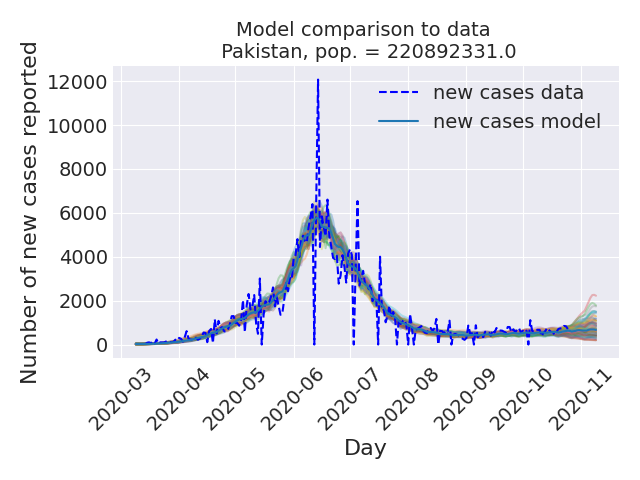 Model comparison to data
Pakistan, pop. = 220892331.0
new cases data
new cases model
Number of new cases reported
12000
10000
8000
6000
4000
2000
0
2020-03
2020-04
2020-05
2020-06
2020-07
2020-08
2020-09
2020-10
2020-11
Day